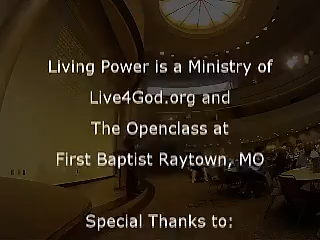 Living Power is a Ministry of
Live4God.org and
The Openclass at
First Baptist Raytown, MO
Special Thanks to: